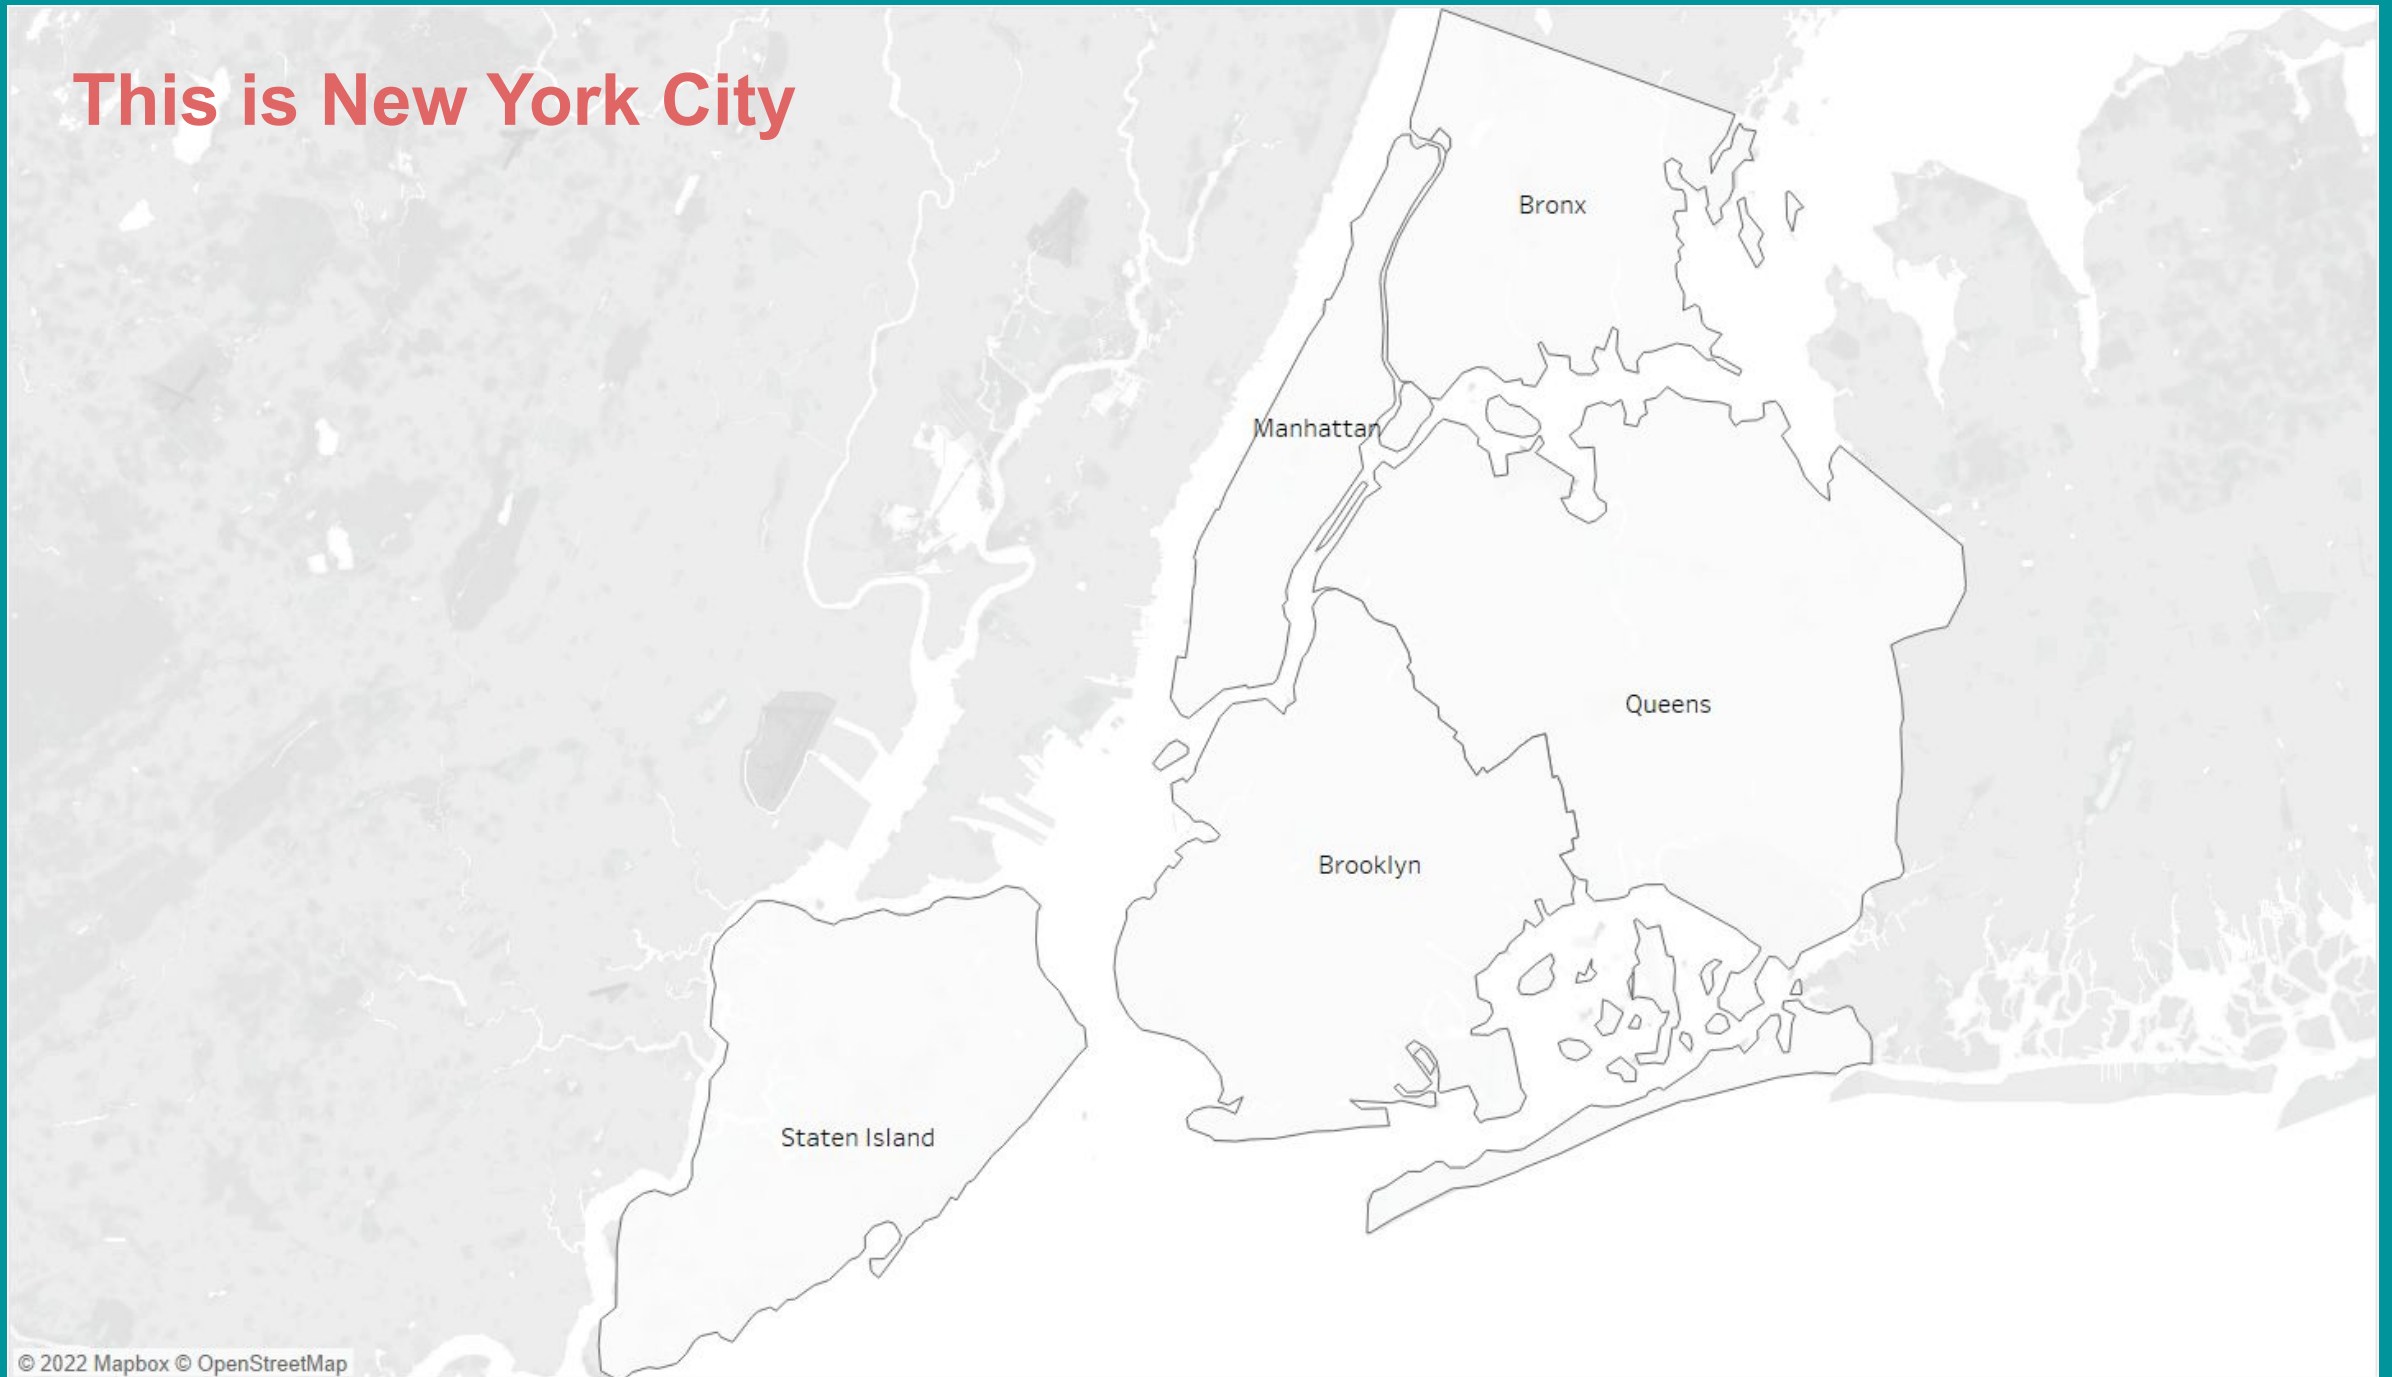 This is New York City
Bronx
Manhattan
Queens
Brooklyn
Staten Island
© 2022 Mapbox © OpenStreetMap